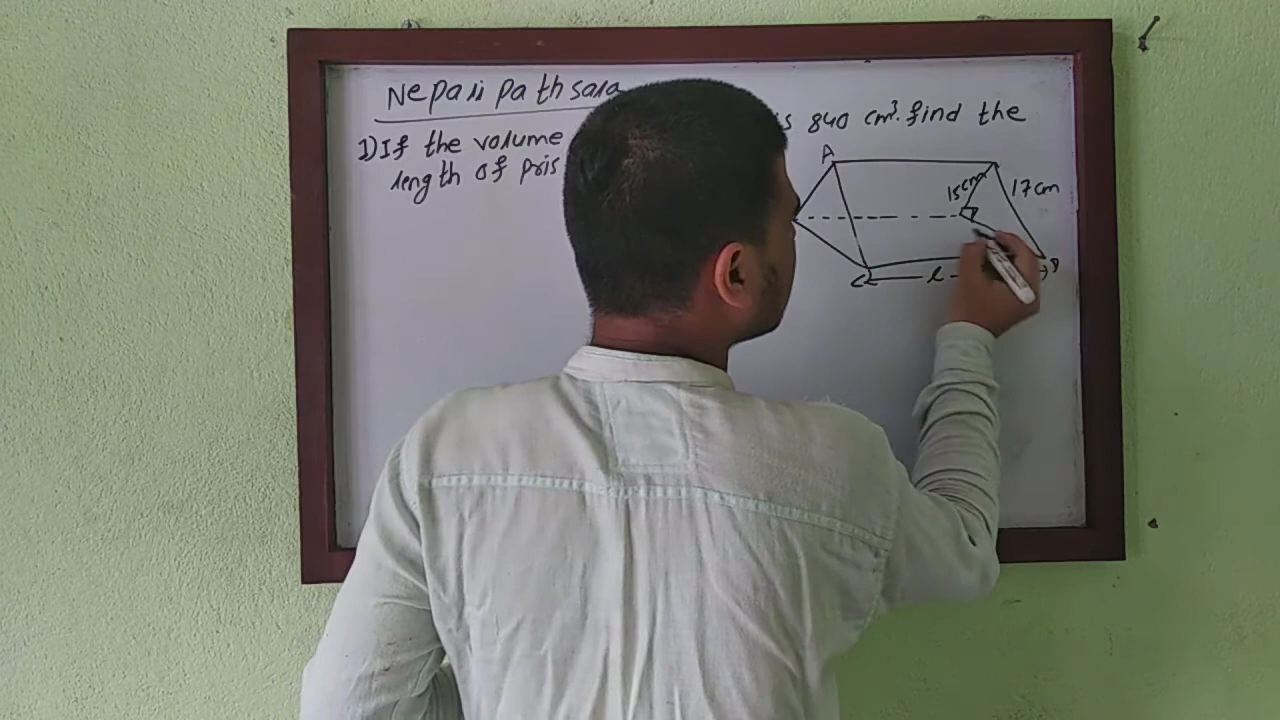 Nepali pathsala
1) If the volume s 840 cm³. find the
length of pris
A
15cm
17cm
C
l